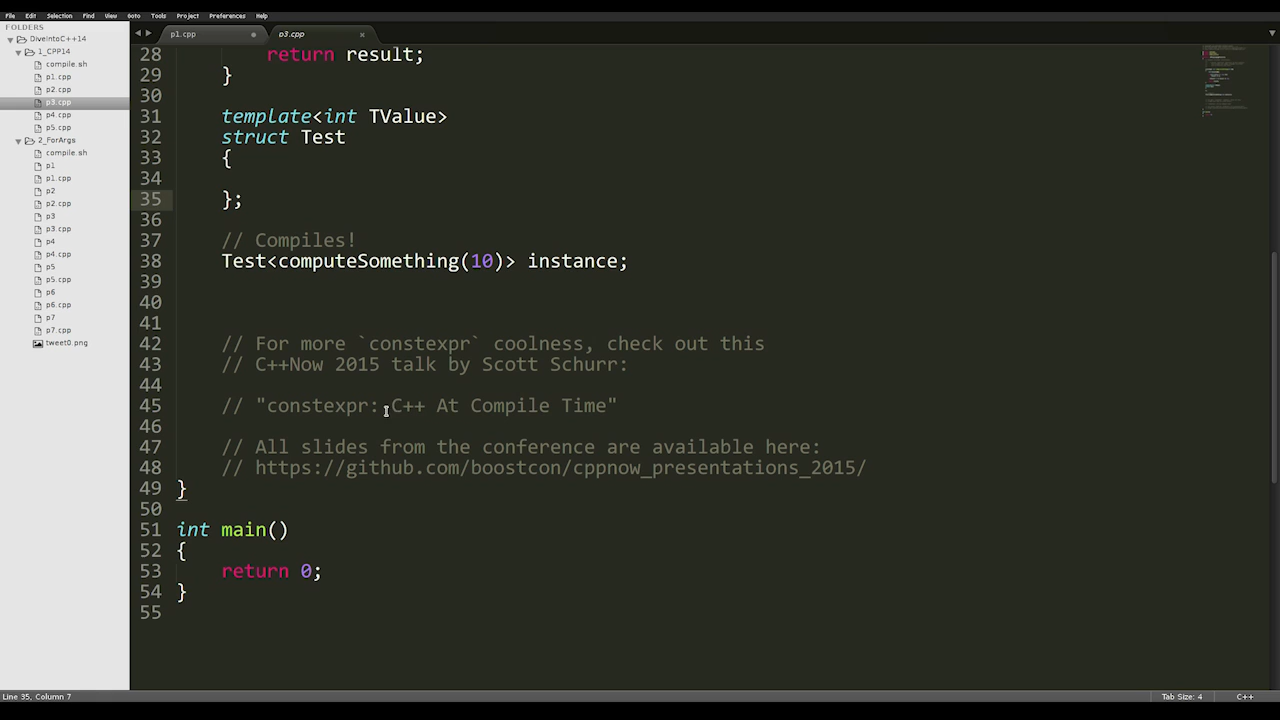 File Edit Selection Find View Goto Tools Project Preferences Help
FOLDERS
DiveIntoC++14
1_CPP14
compile.sh
p1.cpp
p2.cpp
p3.cpp
p4.cpp
p5.cpp
2_ForArgs
compile.sh
p1
p1.cpp
p2
p2.cpp
p3
p3.cpp
p4
p4.cpp
p5
p5.cpp
p6
p6.cpp
p7
p7.cpp
tweet0.png
p1.cpp p3.cpp
28 return result;
29 }
30
31 template<int TValue>
32 struct Test
33 {
34
35 };
36
37 // Compiles!
38 Test<computeSomething(10)> instance;
39
40
41
42 // For more `constexpr` coolness, check out this
43 // C++Now 2015 talk by Scott Schurr:
44
45 // "constexpr: C++ At Compile Time"
46
47 // All slides from the conference are available here:
48 // https://github.com/boostcon/cppnow_presentations_2015/
49 }
50
51 int main()
52 {
53 return 0;
54 }
55
Line 35, Column 7 Tab Size: 4 C++